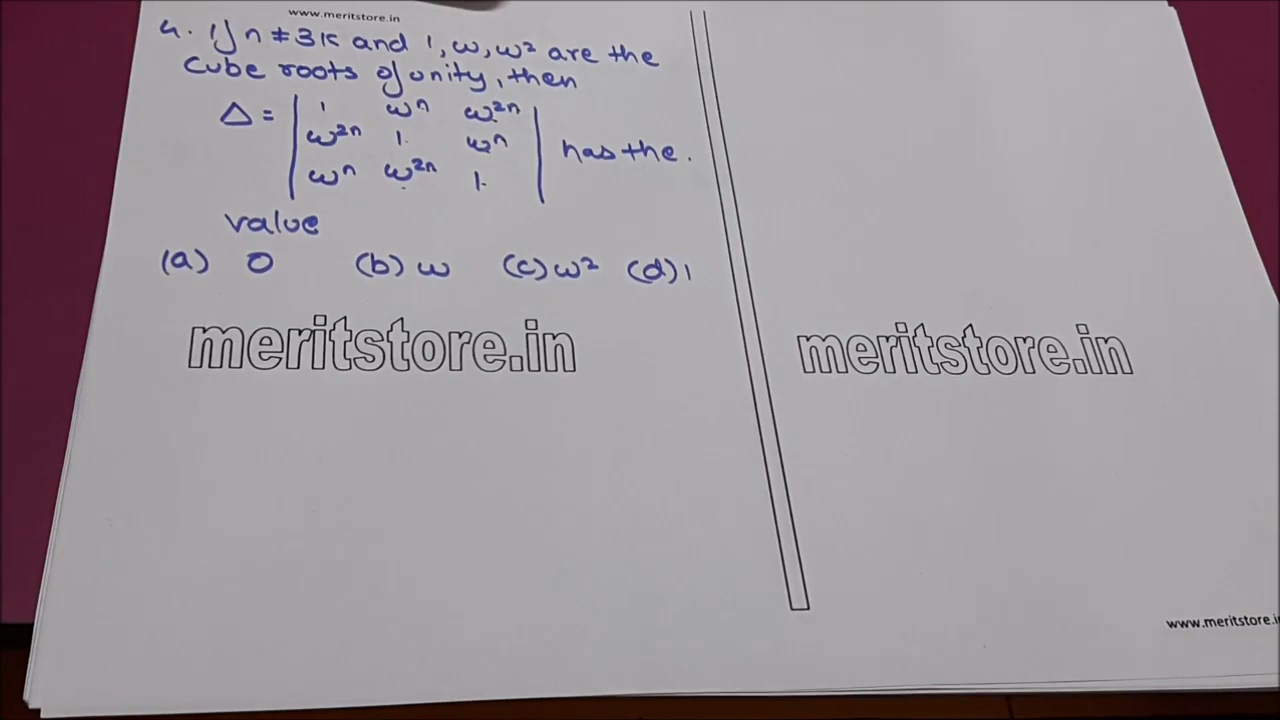 www.meritstore.in
4. If n ≠ 3K and 1, ω, ω² are the
cube roots of unity, then
Δ = | 1 ωⁿ ω²ⁿ |
| ω²ⁿ 1 ωⁿ | has the
| ωⁿ ω²ⁿ 1 |
value
(a) 0 (b) ω (c) ω² (d) 1
meritstore.in
meritstore.in
www.meritstore.i